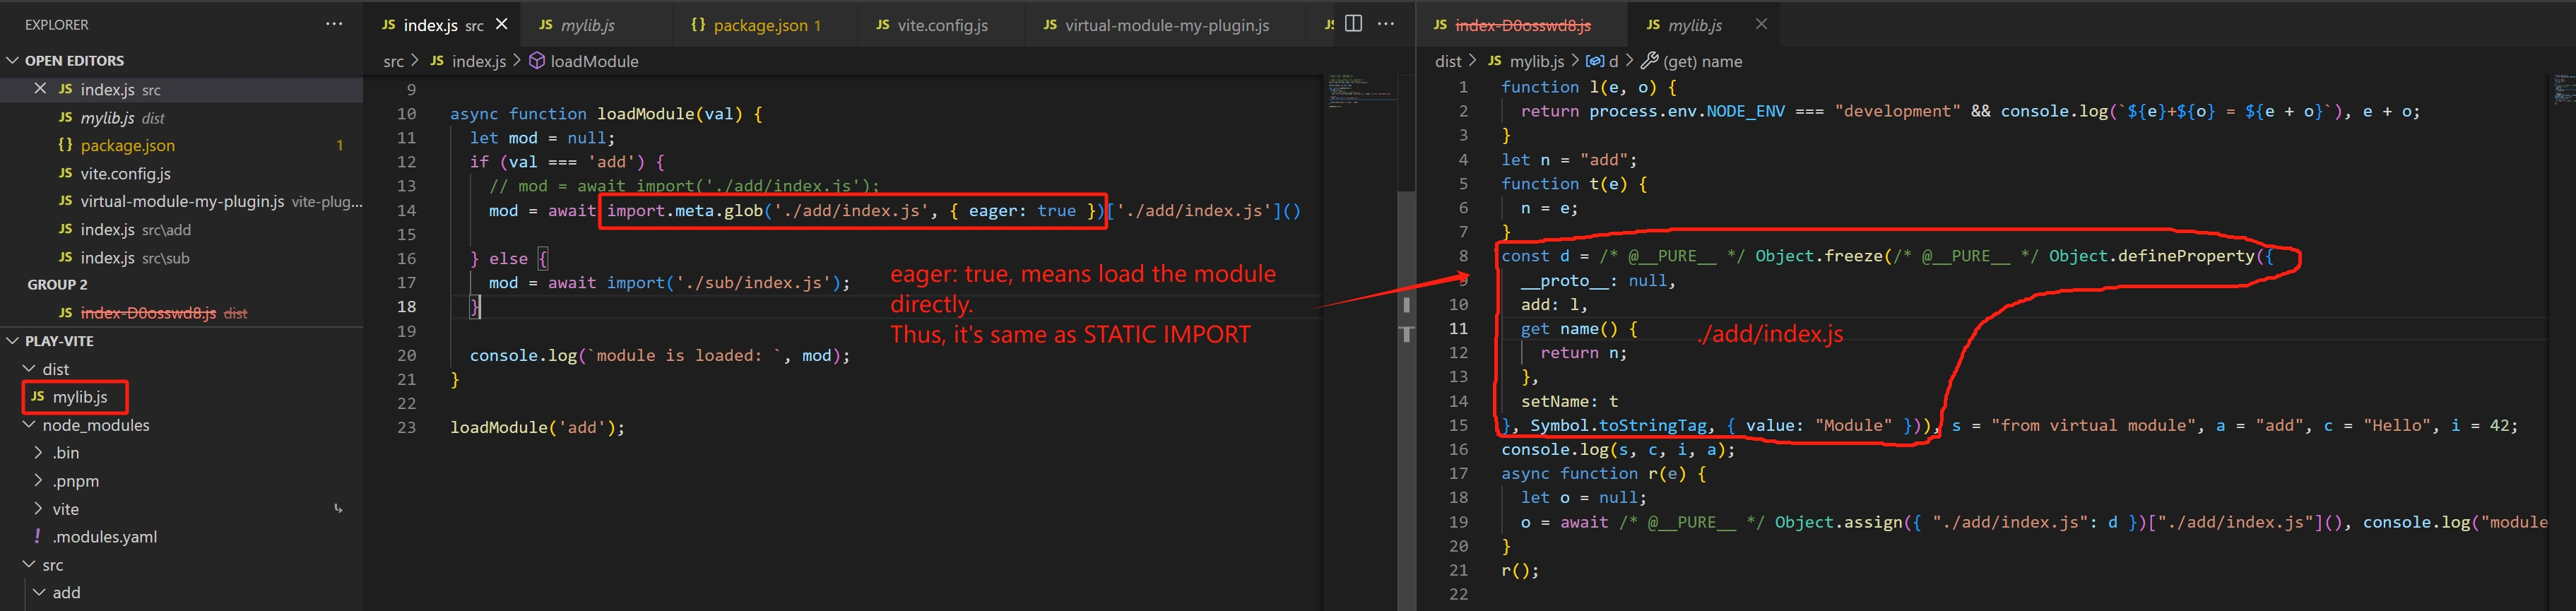 EXPLORER
···
OPEN EDITORS
JS index.js src
JS mylib.js dist
{} package.json 1
JS vite.config.js
JS virtual-module-my-plugin.js vite-plug...
JS index.js src\add
JS index.js src\sub
GROUP 2
JS index-D0osswd8.js dist
PLAY-VITE
dist
JS mylib.js
node_modules
.bin
.pnpm
vite
! .modules.yaml
src
add
JS index.js src
JS mylib.js
{} package.json 1
JS vite.config.js
JS virtual-module-my-plugin.js
src > JS index.js > loadModule
9
10 async function loadModule(val) {
11 let mod = null;
12 if (val === 'add') {
13 // mod = await import('./add/index.js');
14 mod = await import.meta.glob('./add/index.js', { eager: true })['./add/index.js']()
15
16 } else {
17 mod = await import('./sub/index.js');
18 }
19
20 console.log(`module is loaded: `, mod);
21 }
22
23 loadModule('add');
eager: true, means load the module
directly.
Thus, it's same as STATIC IMPORT
JS index-D0osswd8.js
JS mylib.js
dist > JS mylib.js > d > (get) name
1 function l(e, o) {
2 return process.env.NODE_ENV === "development" && console.log(`${e}+${o} = ${e + o}`), e + o;
3 }
4 let n = "add";
5 function t(e) {
6 n = e;
7 }
8 const d = /* @__PURE__ */ Object.freeze(/* @__PURE__ */ Object.defineProperty({
9 __proto__: null,
10 add: l,
11 get name() {
12 return n;
13 },
14 setName: t
15 }, Symbol.toStringTag, { value: "Module" })), s = "from virtual module", a = "add", c = "Hello", i = 42;
16 console.log(s, c, i, a);
17 async function r(e) {
18 let o = null;
19 o = await /* @__PURE__ */ Object.assign({ "./add/index.js": d })["./add/index.js"](), console.log("module
20 }
21 r();
22
./add/index.js